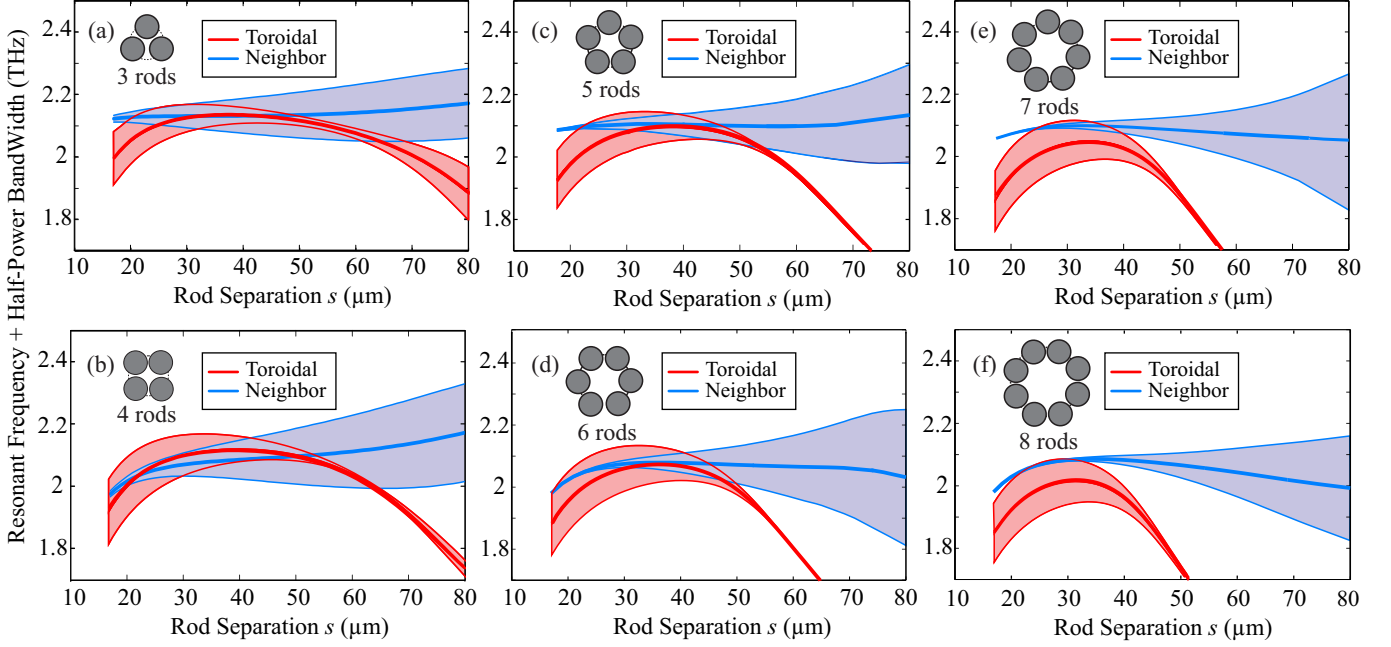 Resonant Frequency + Half-Power BandWidth (THz)
(a)
3 rods
Toroidal
Neighbor
2.4
2.2
2
1.8
10 20 30 40 50 60 70 80
Rod Separation s (µm)
(c)
5 rods
Toroidal
Neighbor
2.4
2.2
2
1.8
10 20 30 40 50 60 70 80
Rod Separation s (µm)
(e)
7 rods
Toroidal
Neighbor
2.4
2.2
2
1.8
10 20 30 40 50 60 70 80
Rod Separation s (µm)
(b)
4 rods
Toroidal
Neighbor
2.4
2.2
2
1.8
10 20 30 40 50 60 70 80
Rod Separation s (µm)
(d)
6 rods
Toroidal
Neighbor
2.4
2.2
2
1.8
10 20 30 40 50 60 70 80
Rod Separation s (µm)
(f)
8 rods
Toroidal
Neighbor
2.4
2.2
2
1.8
10 20 30 40 50 60 70 80
Rod Separation s (µm)